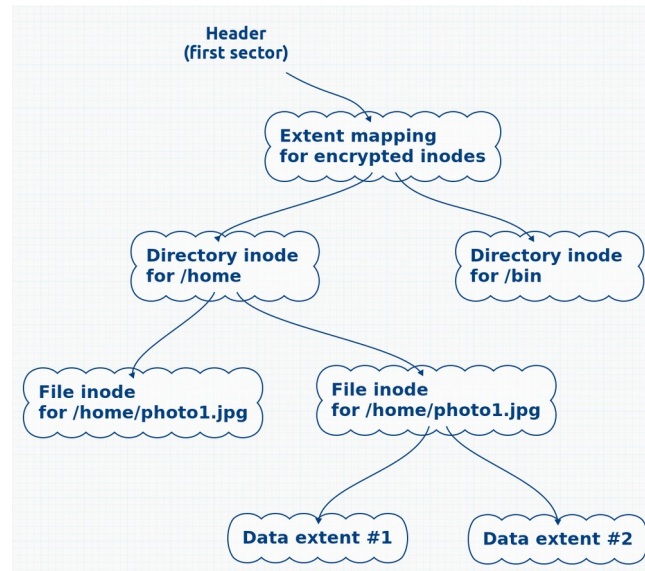 Header
(first sector)
Extent mapping
for encrypted inodes
Directory inode
for /home
Directory inode
for /bin
File inode
for /home/photo1.jpg
File inode
for /home/photo1.jpg
Data extent #1
Data extent #2